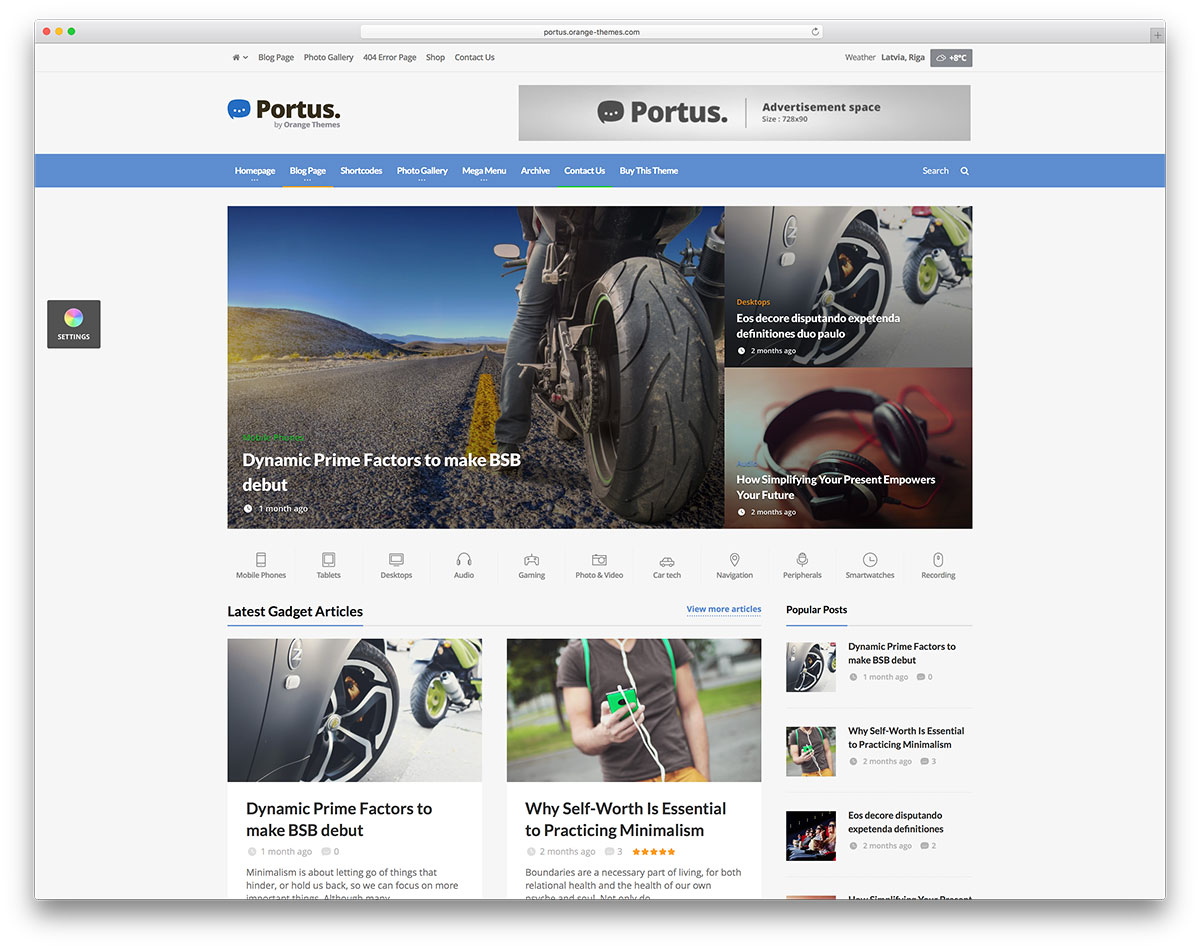 portus.orange-themes.com
Blog Page Photo Gallery 404 Error Page Shop Contact Us
Weather Latvia, Riga +8°C
Portus.
by Orange Themes
Portus.
Advertisement space
Size : 728x90
Homepage Blog Page Shortcodes Photo Gallery Mega Menu Archive Contact Us Buy This Theme Search
SETTINGS
Mobile Phones
Dynamic Prime Factors to make BSB
debut
1 month ago
Desktops
Eos decore disputando expetenda
definitiones duo paulo
2 months ago
Audio
How Simplifying Your Present Empowers
Your Future
2 months ago
Mobile Phones Tablets Desktops Audio Gaming Photo & Video Car tech Navigation Peripherals Smartwatches Recording
Latest Gadget Articles
View more articles
Dynamic Prime Factors to
make BSB debut
1 month ago 0
Minimalism is about letting go of things that
hinder, or hold us back, so we can focus on more
important things. Although many
Why Self-Worth Is Essential
to Practicing Minimalism
2 months ago 3
Boundaries are a necessary part of living, for both
relational health and the health of our own
psyche and soul. Not only do
Popular Posts
Dynamic Prime Factors to
make BSB debut
1 month ago 0
Why Self-Worth Is Essential
to Practicing Minimalism
2 months ago 3
Eos decore disputando
expetenda definitiones
2 months ago 2
How Simplifying Your Present